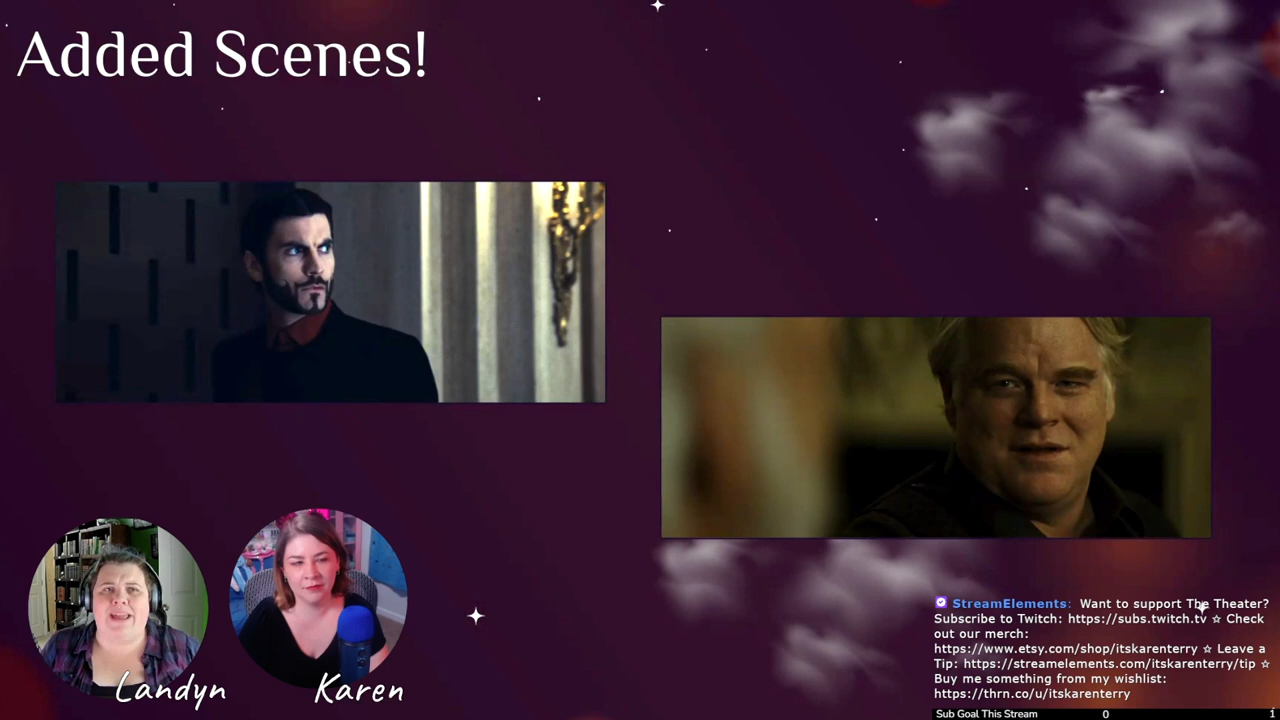 Added Scenes!
Landyn
Karen
StreamElements: Want to support The Theater?
Subscribe to Twitch: https://subs.twitch.tv ☆ Check
out our merch:
https://www.etsy.com/shop/itskarenterry ☆ Leave a
Tip: https://streamelements.com/itskarenterry/tip ☆
Buy me something from my wishlist:
https://thrn.co/u/itskarenterry
Sub Goal This Stream 0 1